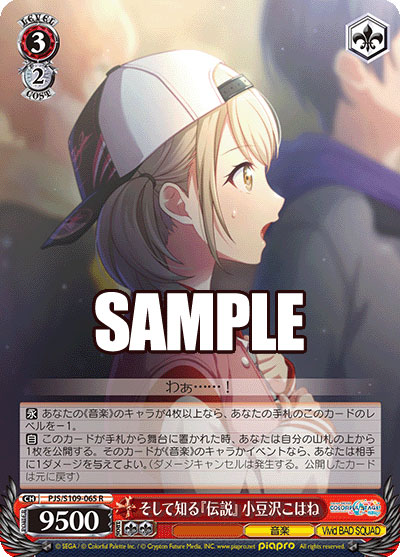 LEVEL
3
2
COST
SAMPLE
わぁ……！
永 あなたの《音楽》のキャラが4枚以上なら、あなたの手札のこのカードのレ
ベルを－1。
自 このカードが手札から舞台に置かれた時、あなたは自分の山札の上から
1枚を公開する。そのカードがキャラかイベントなら、あなたは相手
に1ダメージを与えてよい。（ダメージキャンセルは発生する。公開したカー
ドは元に戻す）
CH PJS/S109-065 R
そして知る『伝説』 小豆沢こはね
COLORFUL STAGE!
POWER 9500
SOUL
音楽
Vivid BAD SQUAD
© SEGA / © Colorful Palette Inc. / © Crypton Future Media, INC. www.piapro.net piapro All rights reserved.